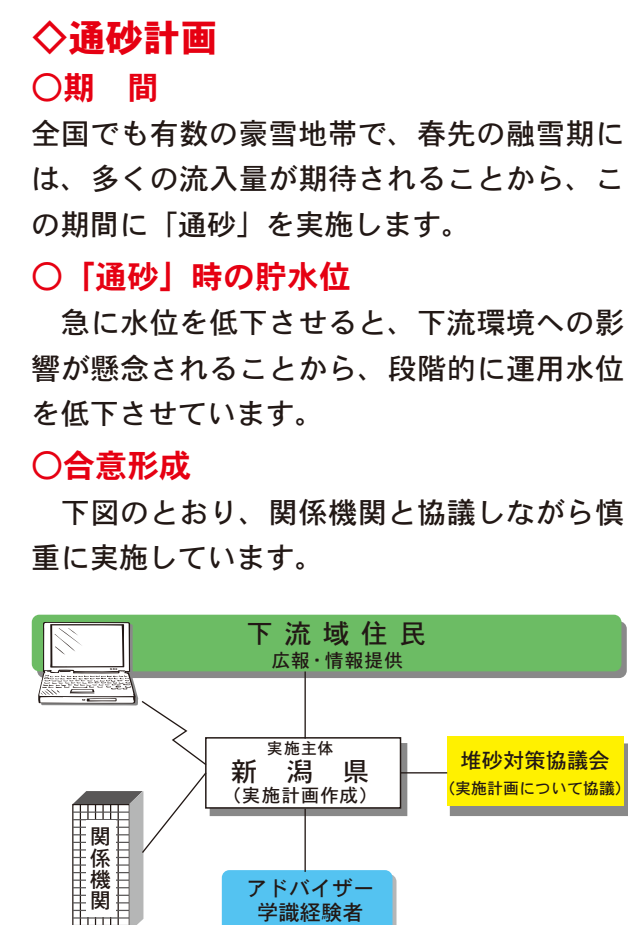 ◇通砂計画
○期　間
全国でも有数の豪雪地帯で、春先の融雪期に
は、多くの流入量が期待されることから、こ
の期間に「通砂」を実施します。
○「通砂」時の貯水位
　急に水位を低下させると、下流環境への影
響が懸念されることから、段階的に運用水位
を低下させています。
○合意形成
　下図のとおり、関係機関と協議しながら慎
重に実施しています。
下流域住民
広報・情報提供
実施主体
新潟県
（実施計画作成）
堆砂対策協議会
（実施計画について協議）
関係機関
アドバイザー
学識経験者